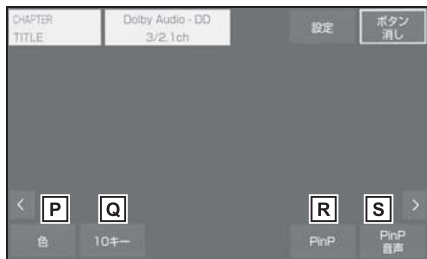 CHAPTER
TITLE
Dolby Audio - DD
3/2.1ch
設定
ボタン
消し
<
P
Q
R
S
>
色
10キー
PinP
PinP
音声